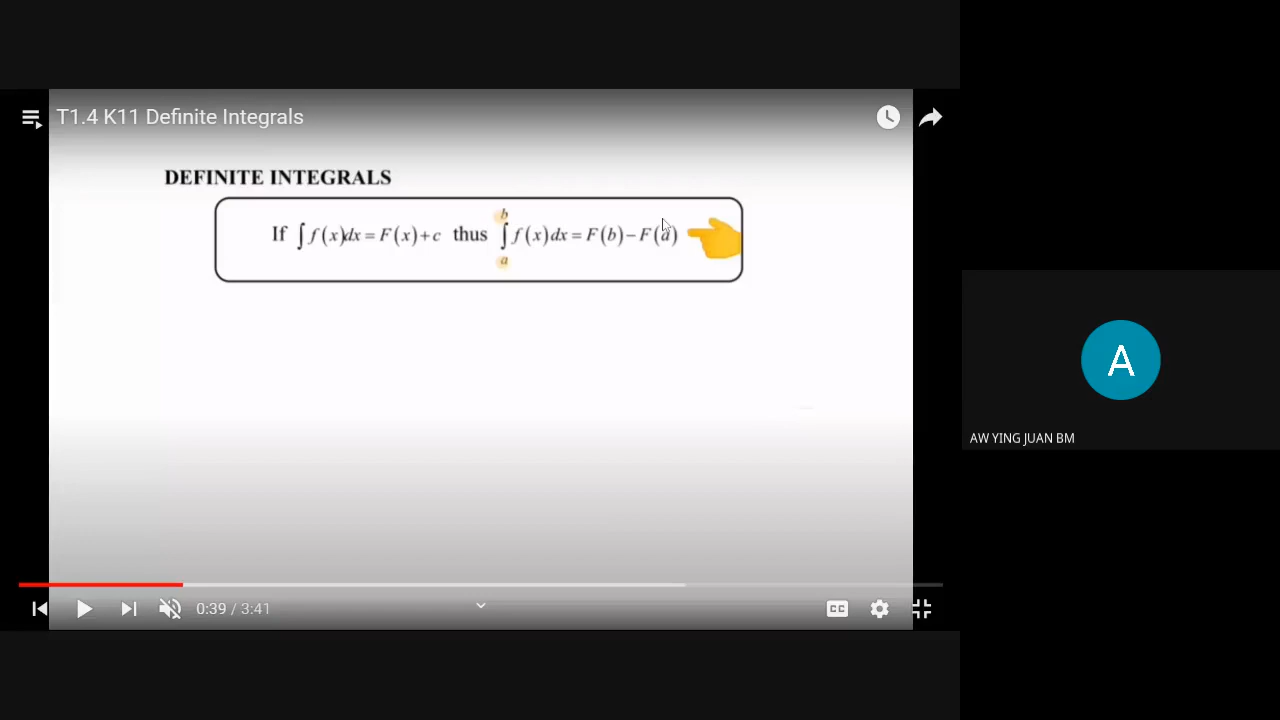 T1.4 K11 Definite Integrals
DEFINITE INTEGRALS
If ∫ f(x)dx = F(x)+c thus ∫ₐᵇ f(x)dx = F(b)−F(a)
A
AW YING JUAN BM
0:39 / 3:41
CC